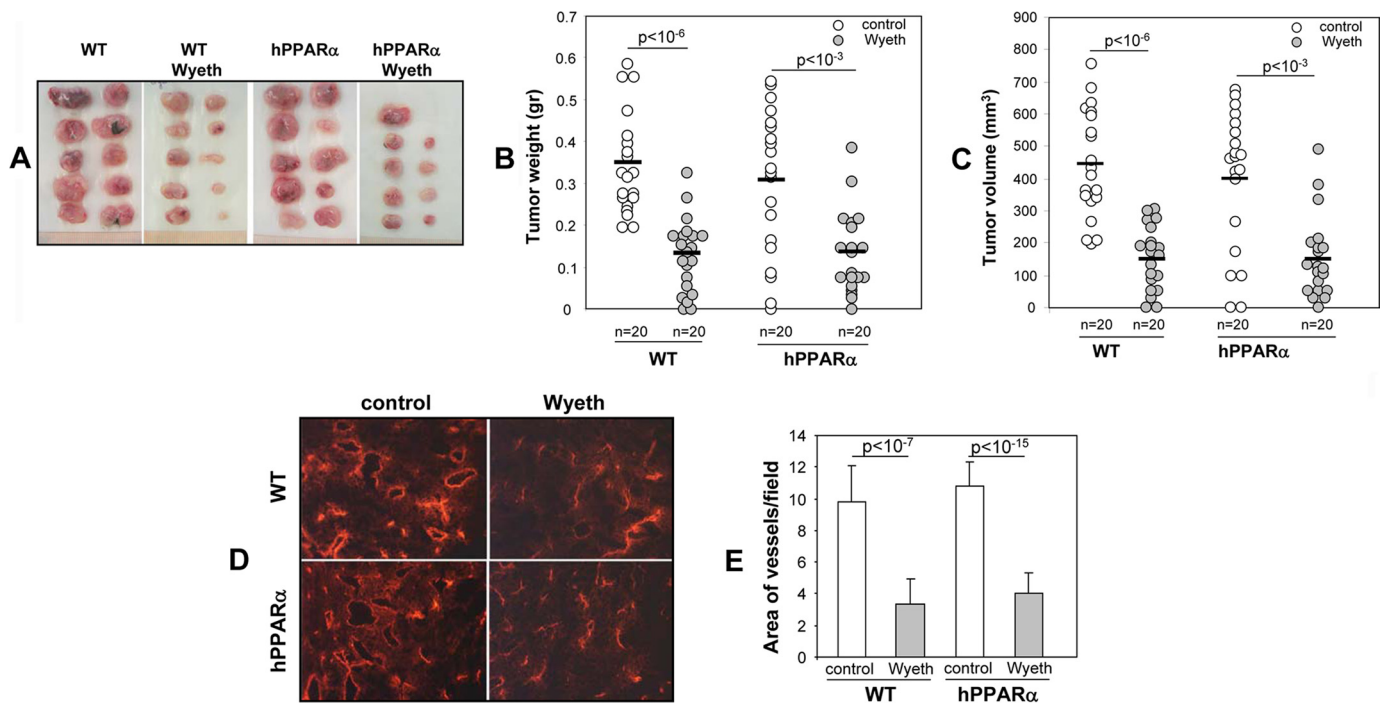 WT
WT
Wyeth
hPPARα
hPPARα
Wyeth
A
B
Tumor weight (gr)
0.7
0.6
0.5
0.4
0.3
0.2
0.1
0
control
Wyeth
p<10-6
p<10-3
n=20
n=20
n=20
n=20
WT
hPPARα
C
Tumor volume (mm3)
900
800
700
600
500
400
300
200
100
0
control
Wyeth
p<10-6
p<10-3
n=20
n=20
n=20
n=20
WT
hPPARα
D
control
Wyeth
WT
hPPARα
E
Area of vessels/field
14
12
10
8
6
4
2
0
p<10-7
p<10-15
control
Wyeth
control
Wyeth
WT
hPPARα